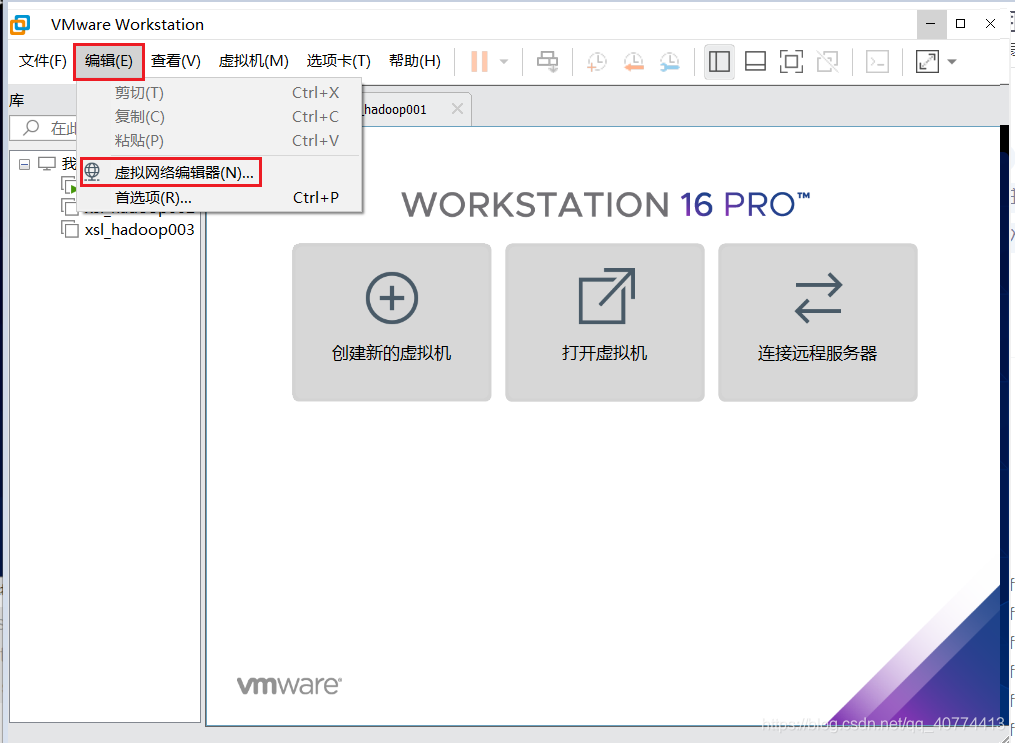 VMware Workstation
文件(F) 编辑(E) 查看(V) 虚拟机(M) 选项卡(T) 帮助(H)
库
剪切(T) Ctrl+X
_hadoop001
复制(C) Ctrl+C
在此
粘贴(P) Ctrl+V
我
虚拟网络编辑器(N)...
首选项(R)... Ctrl+P
xsl_hadoop003
WORKSTATION 16 PRO™
创建新的虚拟机 打开虚拟机 连接远程服务器
vmware
https://blog.csdn.net/qq_40774413